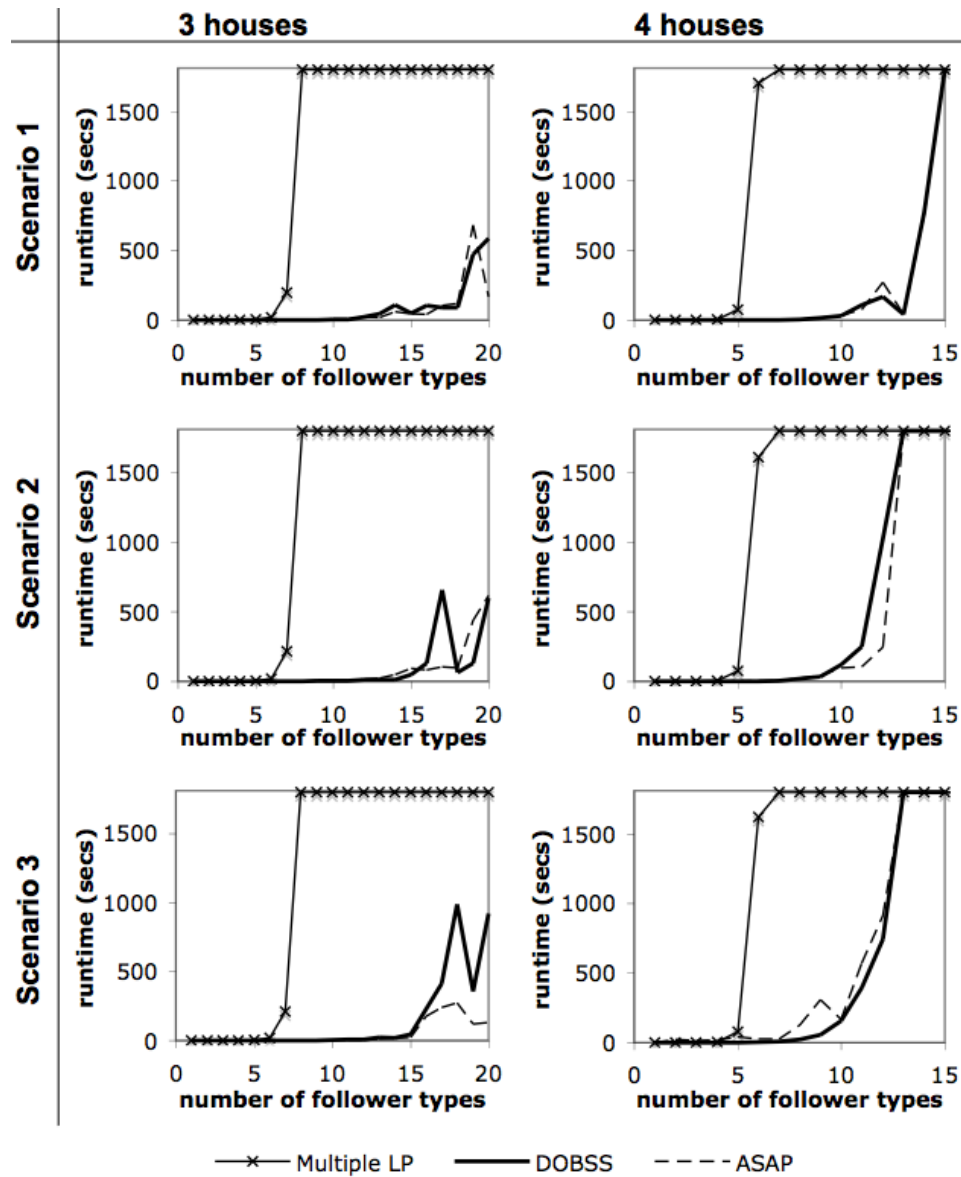 3 houses 4 houses
Scenario 1
runtime (secs)
1500
1000
500
0
0 5 10 15 20
number of follower types
runtime (secs)
1500
1000
500
0
0 5 10 15
number of follower types
Scenario 2
runtime (secs)
1500
1000
500
0
0 5 10 15 20
number of follower types
runtime (secs)
1500
1000
500
0
0 5 10 15
number of follower types
Scenario 3
runtime (secs)
1500
1000
500
0
0 5 10 15 20
number of follower types
runtime (secs)
1500
1000
500
0
0 5 10 15
number of follower types
Multiple LP DOBSS ASAP